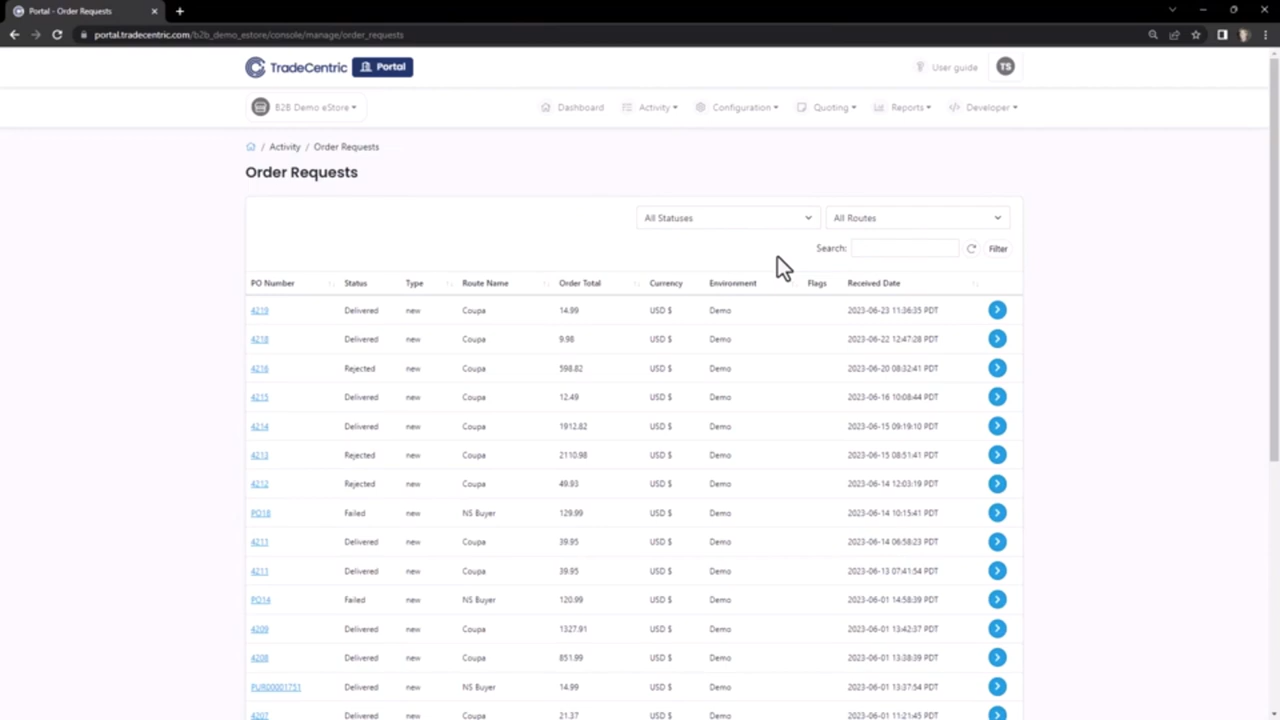 Portal - Order Requests
portal.tradecentric.com/b2b_demo_estore/console/manage/order_requests
TradeCentric Portal User guide TS
B2B Demo eStore Dashboard Activity Configuration Quoting Reports Developer
/ Activity / Order Requests
Order Requests
All Statuses All Routes
Search: Filter
PO Number Status Type Route Name Order Total Currency Environment Flags Received Date
4219 Delivered new Coupa 14.99 USD $ Demo 2023-06-23 11:36:35 PDT
4218 Delivered new Coupa 9.98 USD $ Demo 2023-06-22 12:47:28 PDT
4216 Rejected new Coupa 598.82 USD $ Demo 2023-06-20 08:32:41 PDT
4215 Delivered new Coupa 12.49 USD $ Demo 2023-06-16 10:08:44 PDT
4214 Delivered new Coupa 1912.82 USD $ Demo 2023-06-15 09:19:10 PDT
4213 Rejected new Coupa 2110.98 USD $ Demo 2023-06-15 08:51:41 PDT
4212 Rejected new Coupa 49.93 USD $ Demo 2023-06-14 12:03:19 PDT
PO18 Failed new NS Buyer 129.99 USD $ Demo 2023-06-14 10:15:41 PDT
4211 Delivered new Coupa 39.95 USD $ Demo 2023-06-14 06:58:23 PDT
4211 Delivered new Coupa 39.95 USD $ Demo 2023-06-13 07:41:54 PDT
PO14 Failed new NS Buyer 120.99 USD $ Demo 2023-06-01 14:58:39 PDT
4209 Delivered new Coupa 1327.91 USD $ Demo 2023-06-01 13:42:37 PDT
4208 Delivered new Coupa 851.99 USD $ Demo 2023-06-01 13:38:39 PDT
PUR00001751 Delivered new NS Buyer 14.99 USD $ Demo 2023-06-01 13:37:54 PDT
4207 Delivered new Coupa 21.37 USD $ Demo 2023-06-01 11:21:45 PDT